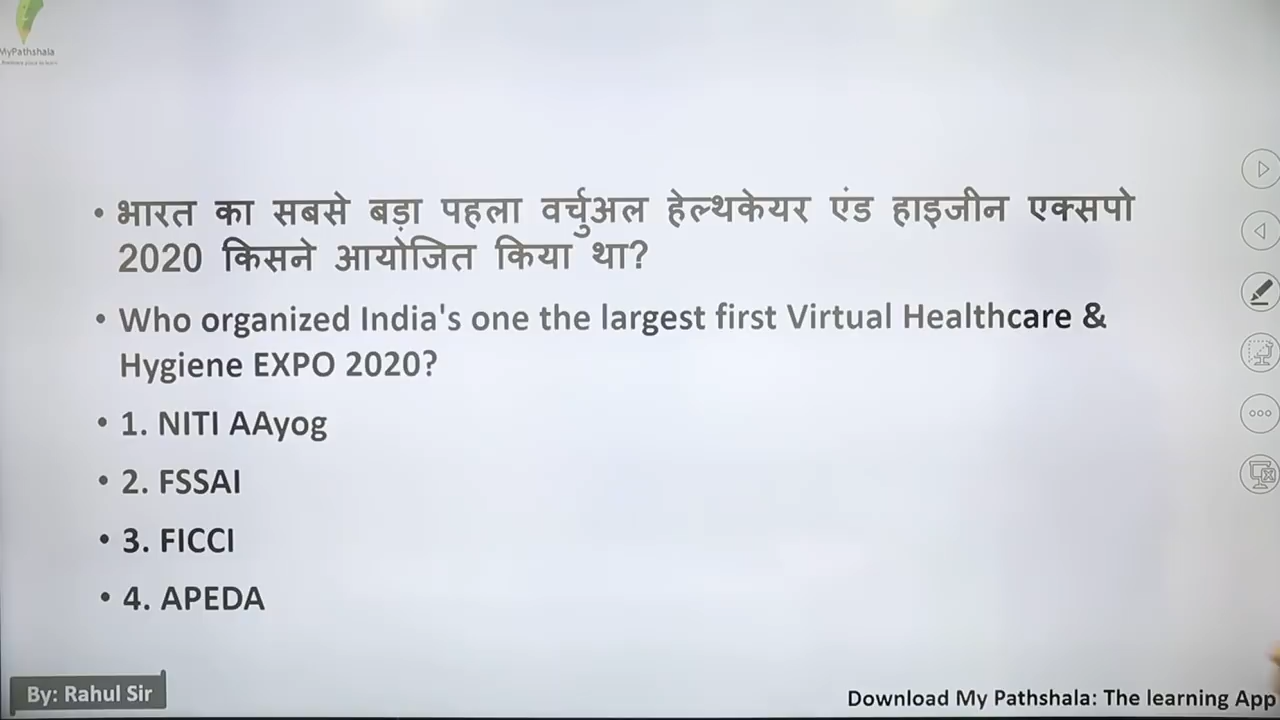 MyPathshala
• भारत का सबसे बड़ा पहला वर्चुअल हेल्थकेयर एंड हाइजीन एक्सपो
2020 किसने आयोजित किया था?
• Who organized India's one the largest first Virtual Healthcare &
Hygiene EXPO 2020?
• 1. NITI AAyog
• 2. FSSAI
• 3. FICCI
• 4. APEDA
By: Rahul Sir
Download My Pathshala: The learning App